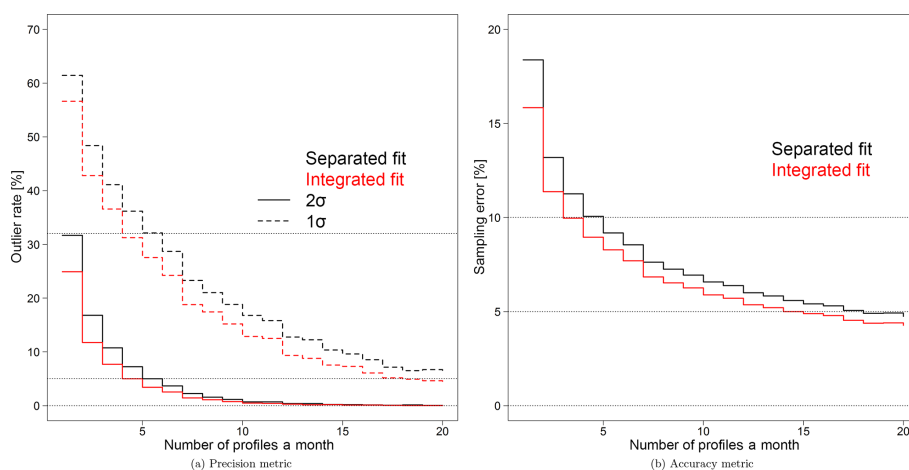 70
60
50
40
30
20
10
0
Outlier rate [%]
Separated fit
Integrated fit
2σ
1σ
5 10 15 20
Number of profiles a month
(a) Precision metric
20
15
10
5
0
Sampling error [%]
Separated fit
Integrated fit
5 10 15 20
Number of profiles a month
(b) Accuracy metric